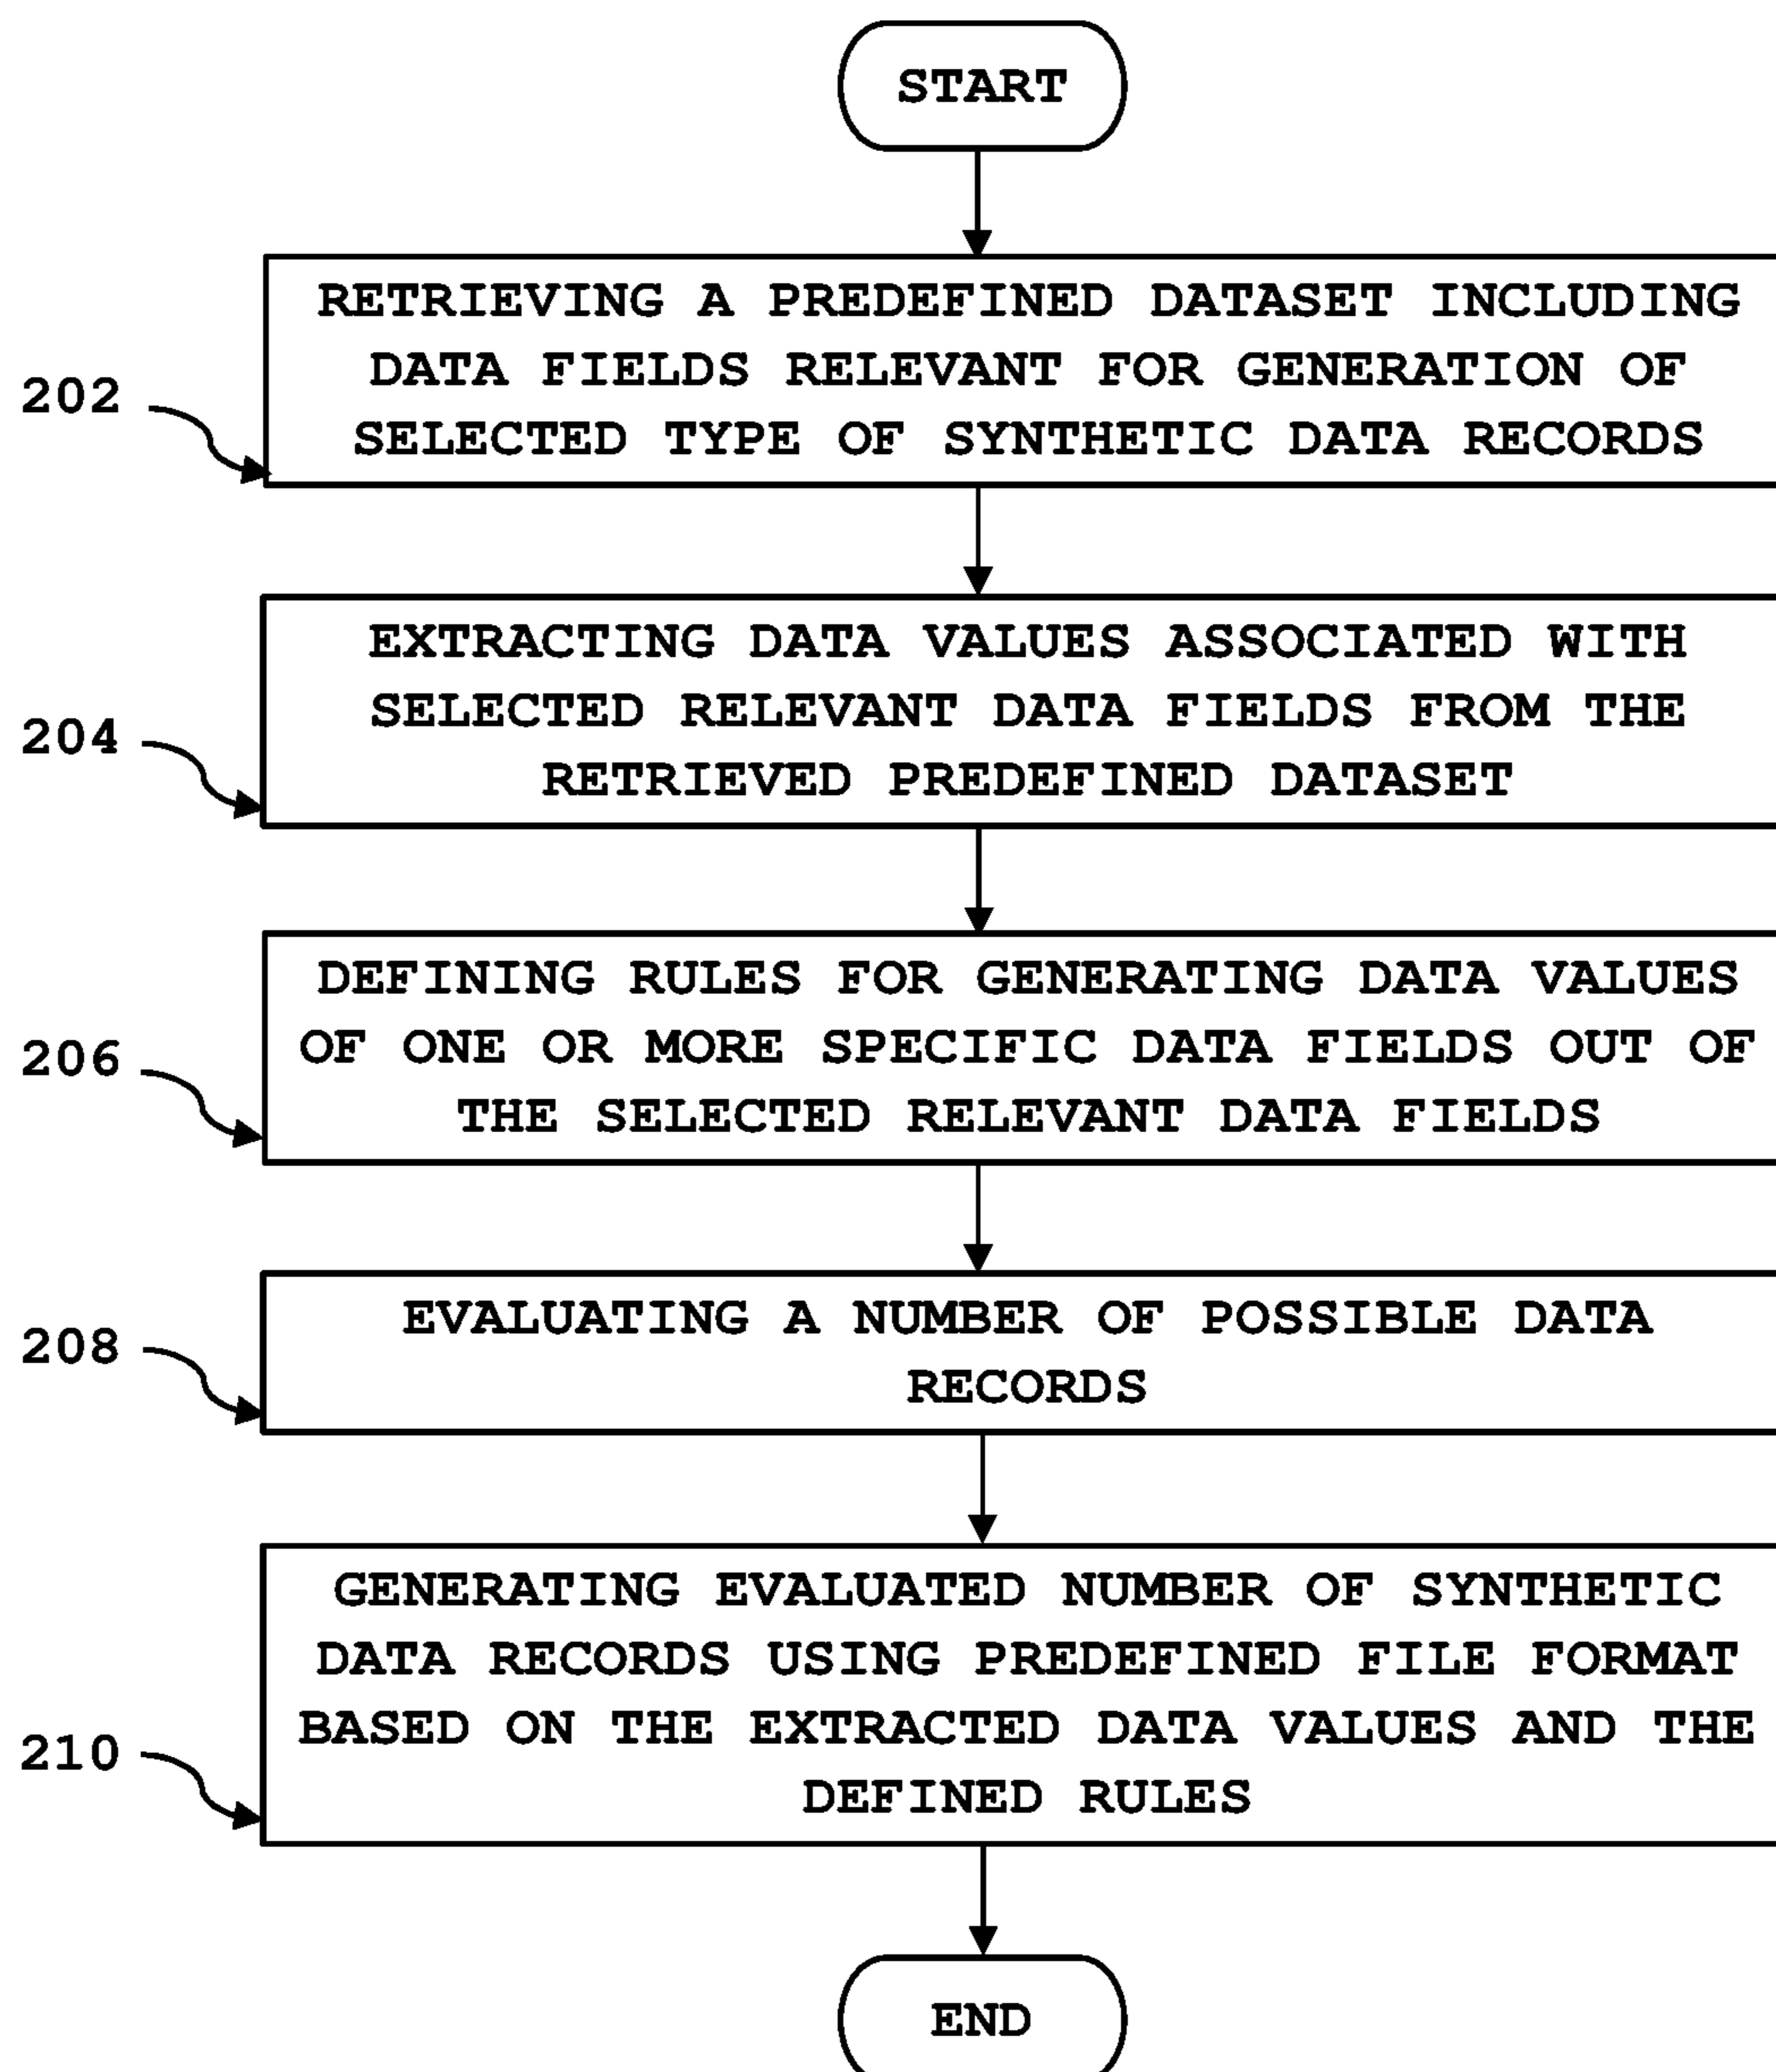 START
RETRIEVING A PREDEFINED DATASET INCLUDING
DATA FIELDS RELEVANT FOR GENERATION OF
SELECTED TYPE OF SYNTHETIC DATA RECORDS
202
EXTRACTING DATA VALUES ASSOCIATED WITH
SELECTED RELEVANT DATA FIELDS FROM THE
RETRIEVED PREDEFINED DATASET
204
DEFINING RULES FOR GENERATING DATA VALUES
OF ONE OR MORE SPECIFIC DATA FIELDS OUT OF
THE SELECTED RELEVANT DATA FIELDS
206
EVALUATING A NUMBER OF POSSIBLE DATA
RECORDS
208
GENERATING EVALUATED NUMBER OF SYNTHETIC
DATA RECORDS USING PREDEFINED FILE FORMAT
BASED ON THE EXTRACTED DATA VALUES AND THE
DEFINED RULES
210
END